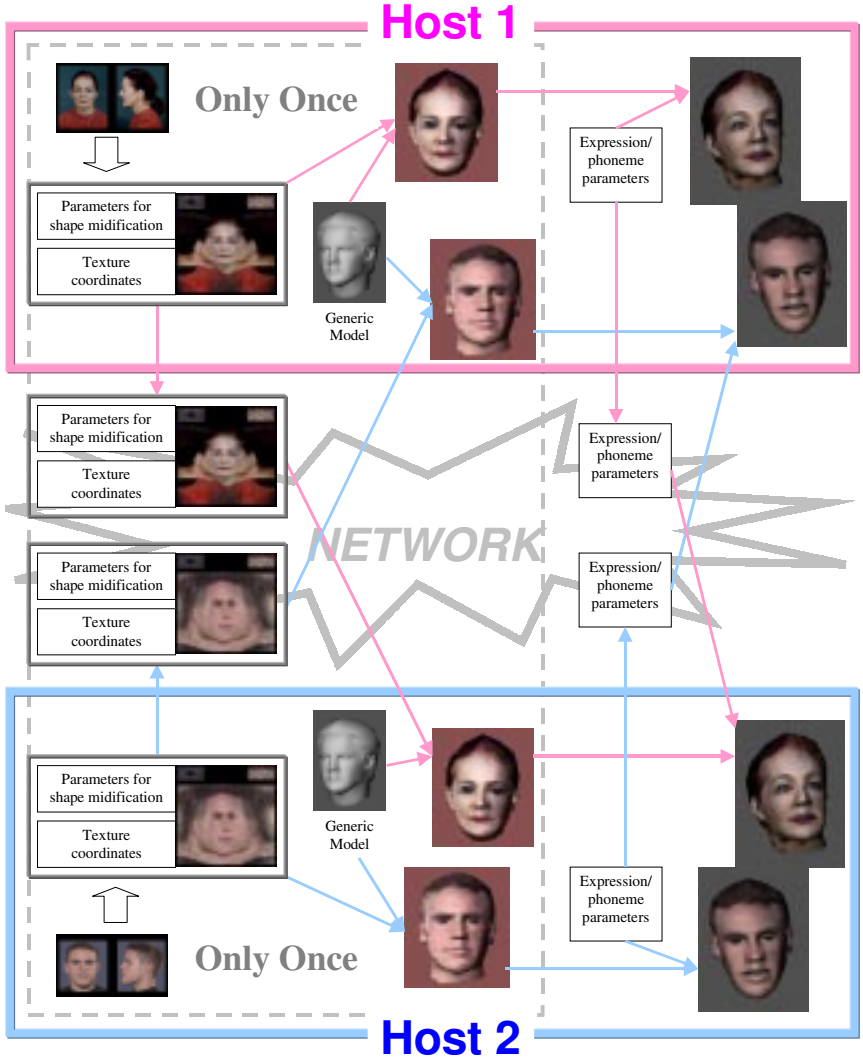 Host 1
Only Once
Parameters for
shape midification
Texture
coordinates
Generic
Model
Expression/
phoneme
parameters
Parameters for
shape midification
Texture
coordinates
Expression/
phoneme
parameters
NETWORK
Parameters for
shape midification
Texture
coordinates
Expression/
phoneme
parameters
Parameters for
shape midification
Texture
coordinates
Generic
Model
Expression/
phoneme
parameters
Only Once
Host 2